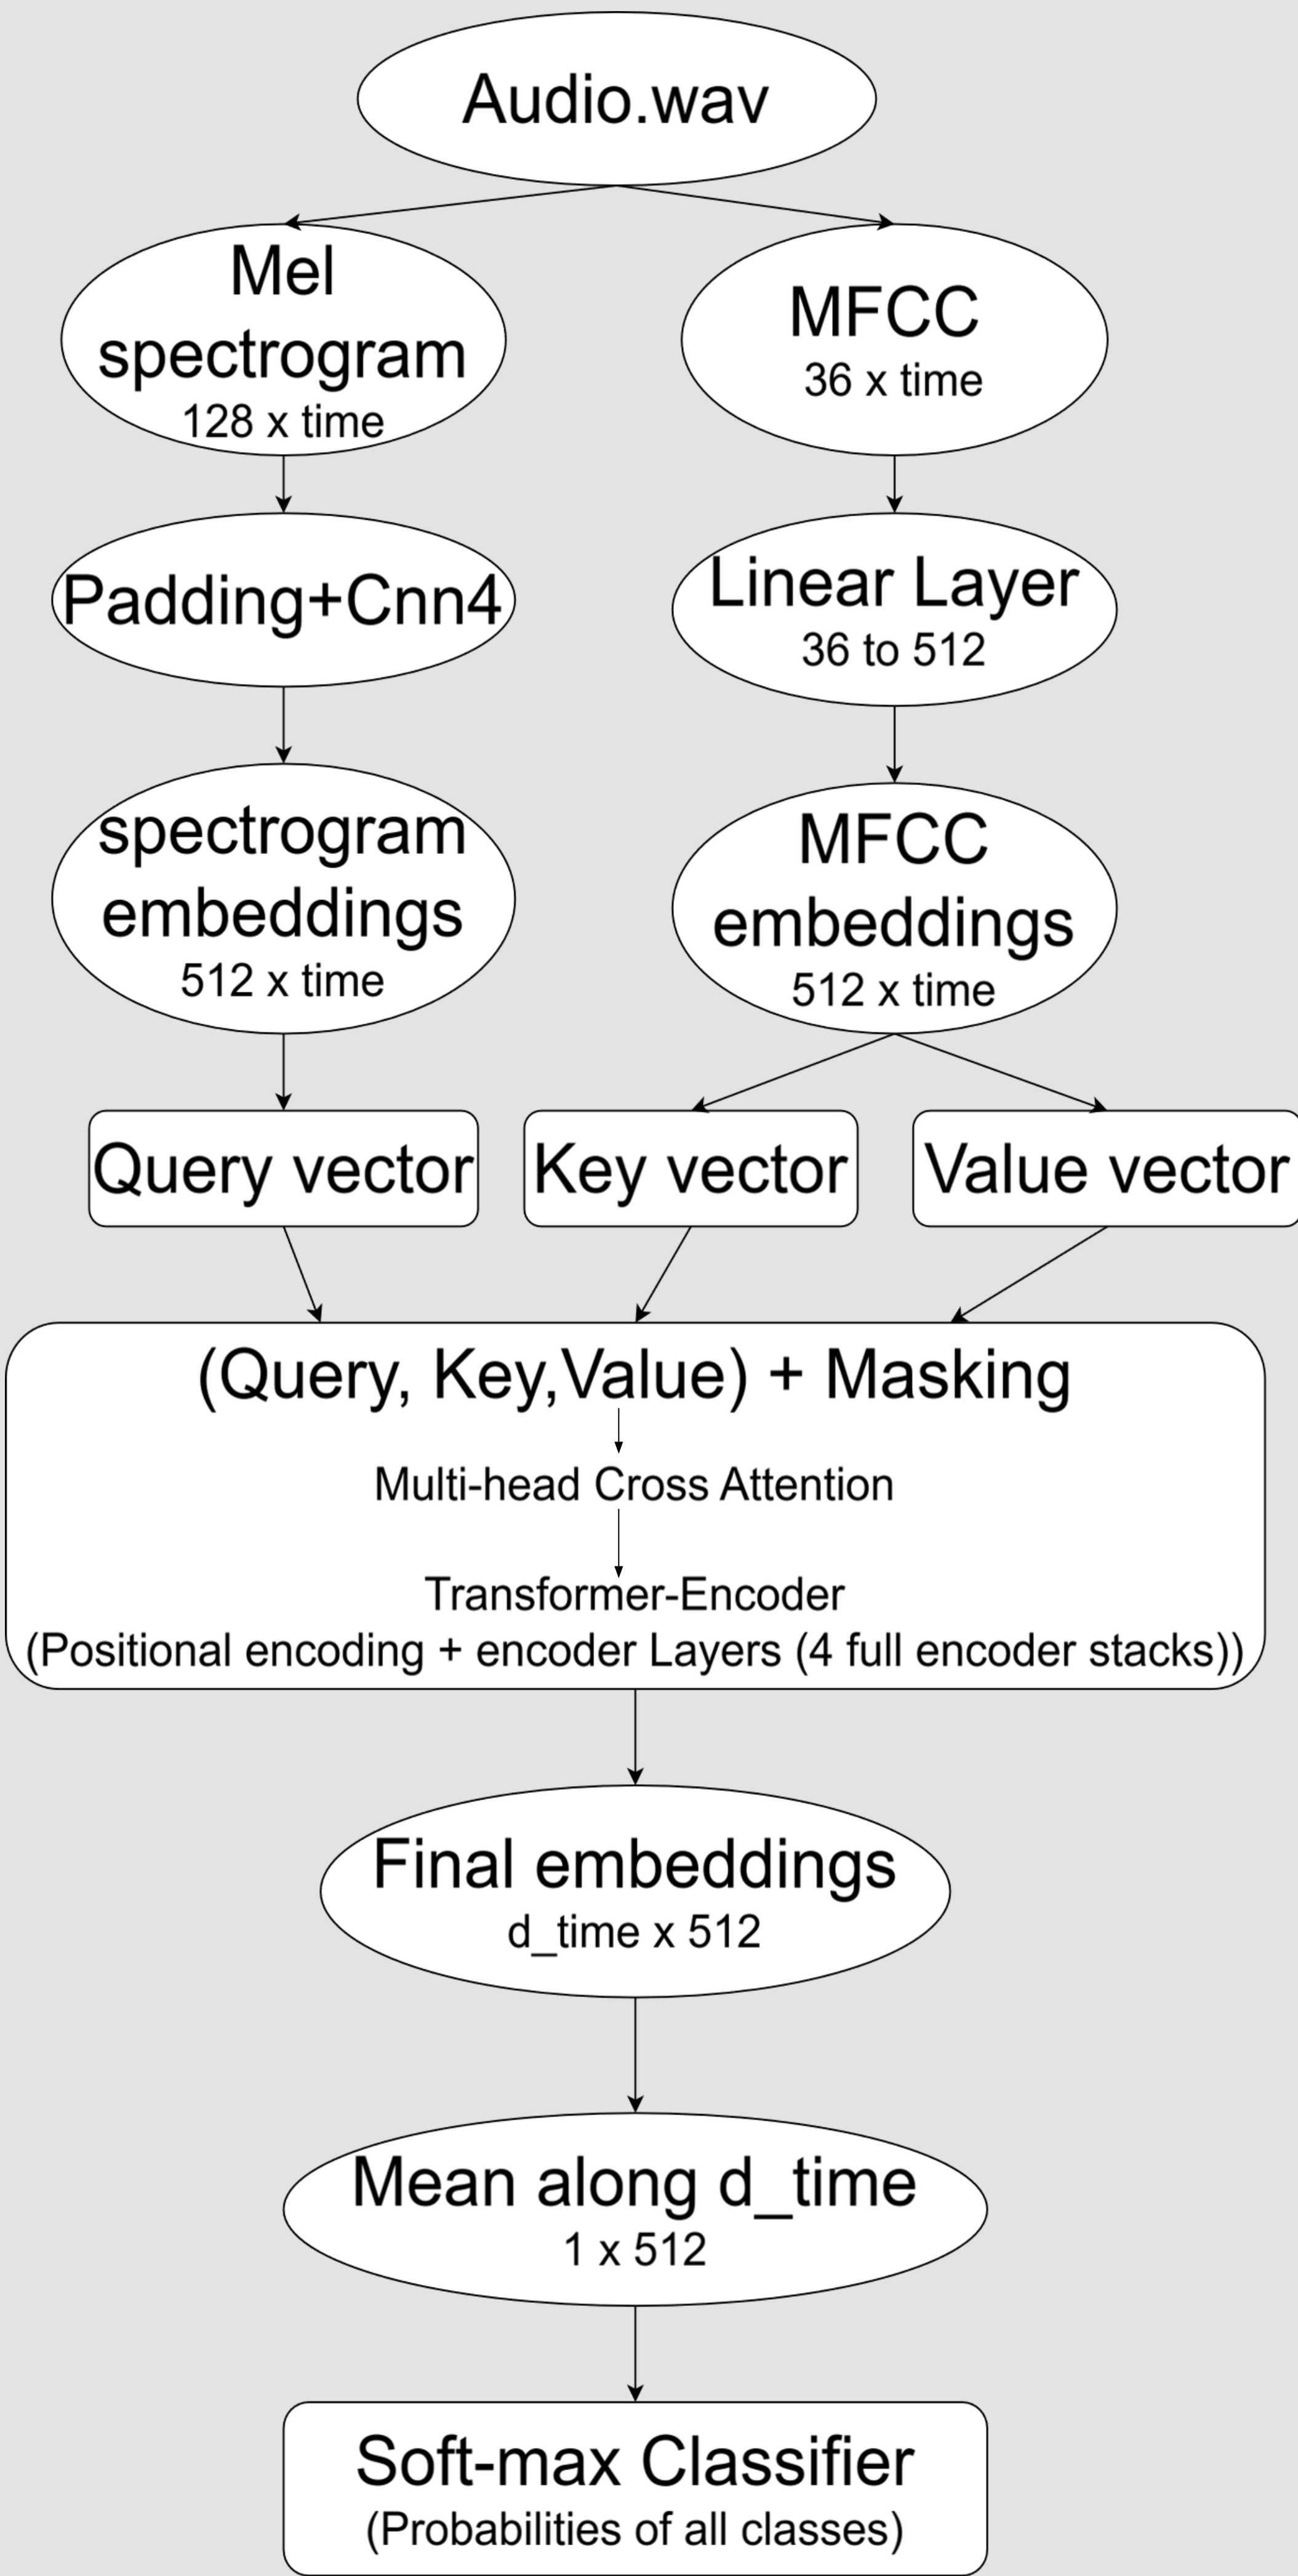 Audio.wav
Mel
spectrogram
128 x time
MFCC
36 x time
Padding+Cnn4
Linear Layer
36 to 512
spectrogram
embeddings
512 x time
MFCC
embeddings
512 x time
Query vector
Key vector
Value vector
(Query, Key,Value) + Masking
Multi-head Cross Attention
Transformer-Encoder
(Positional encoding + encoder Layers (4 full encoder stacks))
Final embeddings
d_time x 512
Mean along d_time
1 x 512
Soft-max Classifier
(Probabilities of all classes)